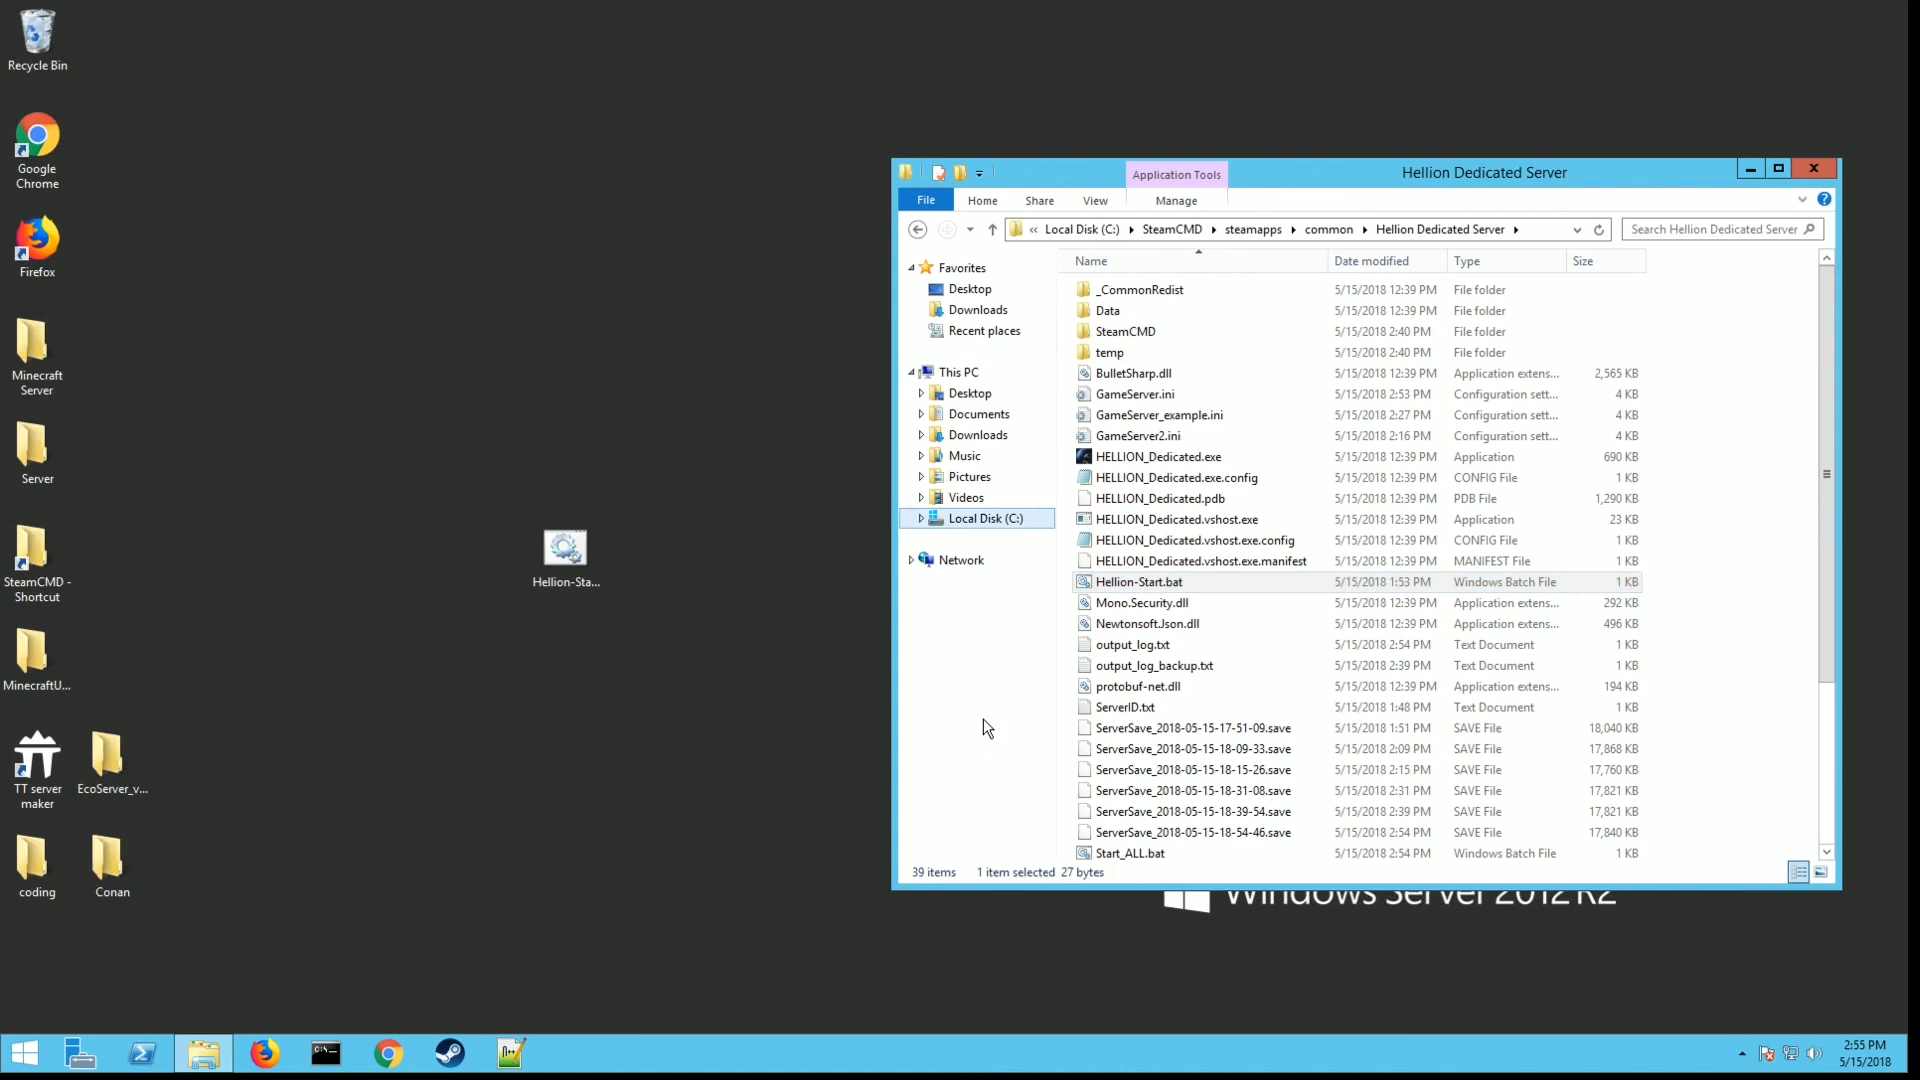 Recycle Bin
Google
Chrome
Firefox
Minecraft
Server
Server
SteamCMD -
Shortcut
MinecraftU...
TT server
maker
EcoServer_v...
coding
Conan
Hellion-Sta...
Application Tools
Hellion Dedicated Server
File
Home
Share
View
Manage
« Local Disk (C:) SteamCMD steamapps common Hellion Dedicated Server
Search Hellion Dedicated Server
Favorites
Desktop
Downloads
Recent places
This PC
Desktop
Documents
Downloads
Music
Pictures
Videos
Local Disk (C:)
Network
Name Date modified Type Size
_CommonRedist 5/15/2018 12:39 PM File folder
Data 5/15/2018 12:39 PM File folder
SteamCMD 5/15/2018 2:40 PM File folder
temp 5/15/2018 2:40 PM File folder
BulletSharp.dll 5/15/2018 12:39 PM Application extens... 2,565 KB
GameServer.ini 5/15/2018 2:53 PM Configuration sett... 4 KB
GameServer_example.ini 5/15/2018 2:27 PM Configuration sett... 4 KB
GameServer2.ini 5/15/2018 2:16 PM Configuration sett... 4 KB
HELLION_Dedicated.exe 5/15/2018 12:39 PM Application 690 KB
HELLION_Dedicated.exe.config 5/15/2018 12:39 PM CONFIG File 1 KB
HELLION_Dedicated.pdb 5/15/2018 12:39 PM PDB File 1,290 KB
HELLION_Dedicated.vshost.exe 5/15/2018 12:39 PM Application 23 KB
HELLION_Dedicated.vshost.exe.config 5/15/2018 12:39 PM CONFIG File 1 KB
HELLION_Dedicated.vshost.exe.manifest 5/15/2018 12:39 PM MANIFEST File 1 KB
Hellion-Start.bat 5/15/2018 1:53 PM Windows Batch File 1 KB
Mono.Security.dll 5/15/2018 12:39 PM Application extens... 292 KB
Newtonsoft.Json.dll 5/15/2018 12:39 PM Application extens... 496 KB
output_log.txt 5/15/2018 2:54 PM Text Document 1 KB
output_log_backup.txt 5/15/2018 2:39 PM Text Document 1 KB
protobuf-net.dll 5/15/2018 12:39 PM Application extens... 194 KB
ServerID.txt 5/15/2018 1:48 PM Text Document 1 KB
ServerSave_2018-05-15-17-51-09.save 5/15/2018 1:51 PM SAVE File 18,040 KB
ServerSave_2018-05-15-18-09-33.save 5/15/2018 2:09 PM SAVE File 17,868 KB
ServerSave_2018-05-15-18-15-26.save 5/15/2018 2:15 PM SAVE File 17,760 KB
ServerSave_2018-05-15-18-31-08.save 5/15/2018 2:31 PM SAVE File 17,821 KB
ServerSave_2018-05-15-18-39-54.save 5/15/2018 2:39 PM SAVE File 17,821 KB
ServerSave_2018-05-15-18-54-46.save 5/15/2018 2:54 PM SAVE File 17,840 KB
Start_ALL.bat 5/15/2018 2:54 PM Windows Batch File 1 KB
39 items 1 item selected 27 bytes
Windows Server 2012 R2
2:55 PM
5/15/2018